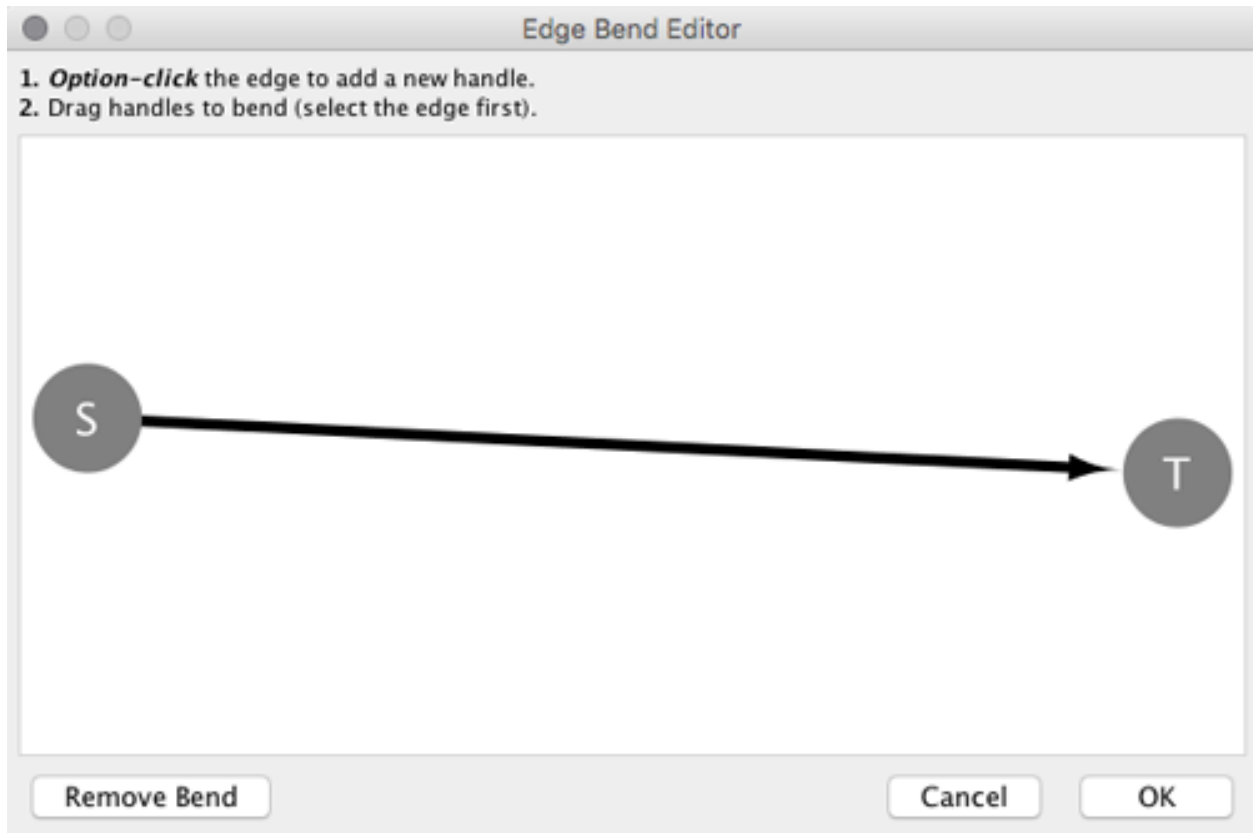 Edge Bend Editor
1. Option-click the edge to add a new handle.
2. Drag handles to bend (select the edge first).
S
T
Remove Bend
Cancel
OK